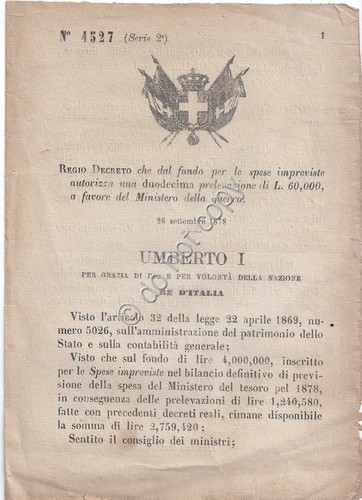 Nº 4527 (Serie 2ª) 1
REGIO DECRETO che dal fondo per le spese impreviste
autorizza una duodecima prelevazione di L. 60,000,
a favore del Ministero della guerra.
26 settembre 1878
UMBERTO I
PER GRAZIA DI DIO E PER VOLONTÀ DELLA NAZIONE
RE D'ITALIA
Visto l'articolo 32 della legge 22 aprile 1869, nu-
mero 5026, sull'amministrazione del patrimonio dello
Stato e sulla contabilità generale;
Visto che sul fondo di lire 4,000,000, inscritto
per le Spese impreviste nel bilancio definitivo di previ-
sione della spesa del Ministero del tesoro pel 1878,
in conseguenza delle prelevazioni di lire 1,240,580,
fatte con precedenti decreti reali, rimane disponibile
la somma di lire 2,759,420;
Sentito il consiglio dei ministri;
do not copy